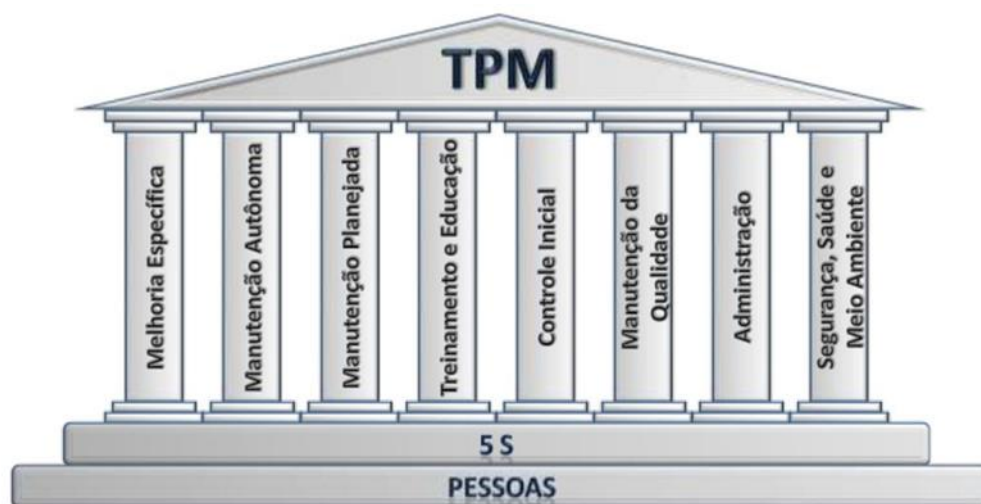 TPM
Melhoria Específica
Manutenção Autônoma
Manutenção Planejada
Treinamento e Educação
Controle Inicial
Manutenção da
Qualidade
Administração
Segurança, Saúde e
Meio Ambiente
5 S
PESSOAS